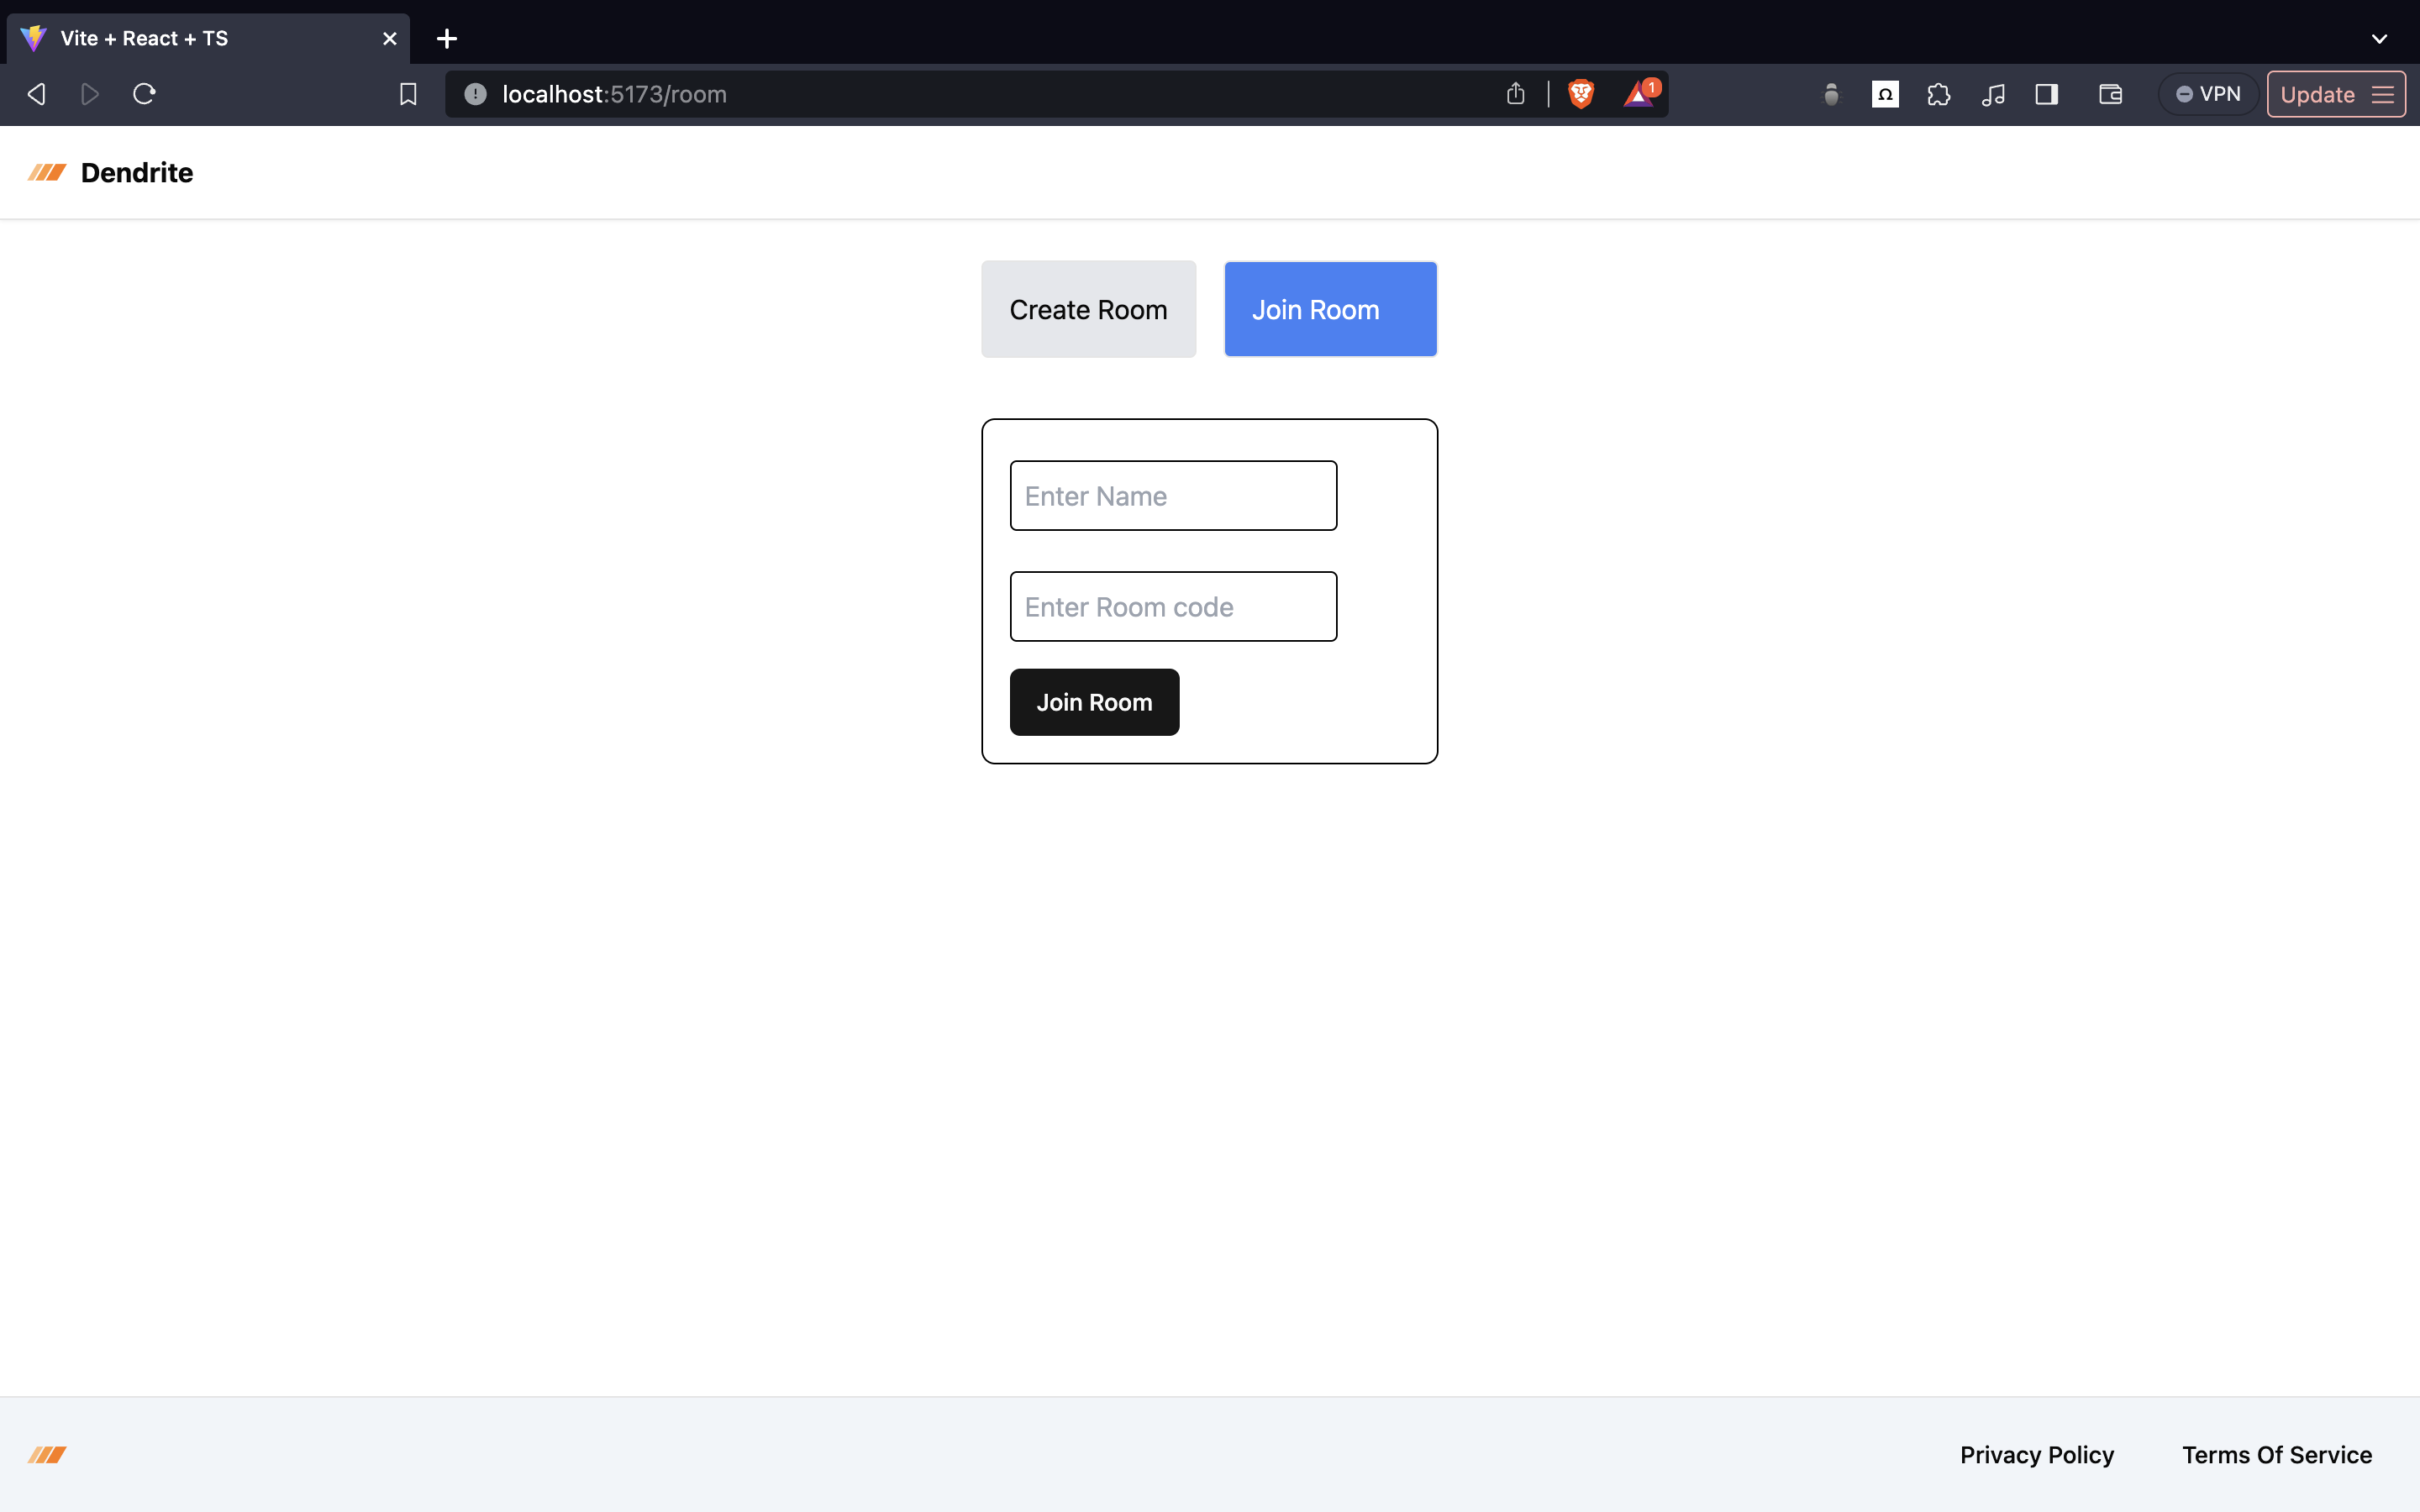 Vite + React + TS
localhost:5173/room
1
Ω
VPN
Update
Dendrite
Create Room
Join Room
Enter Name
Enter Room code
Join Room
Privacy Policy
Terms Of Service